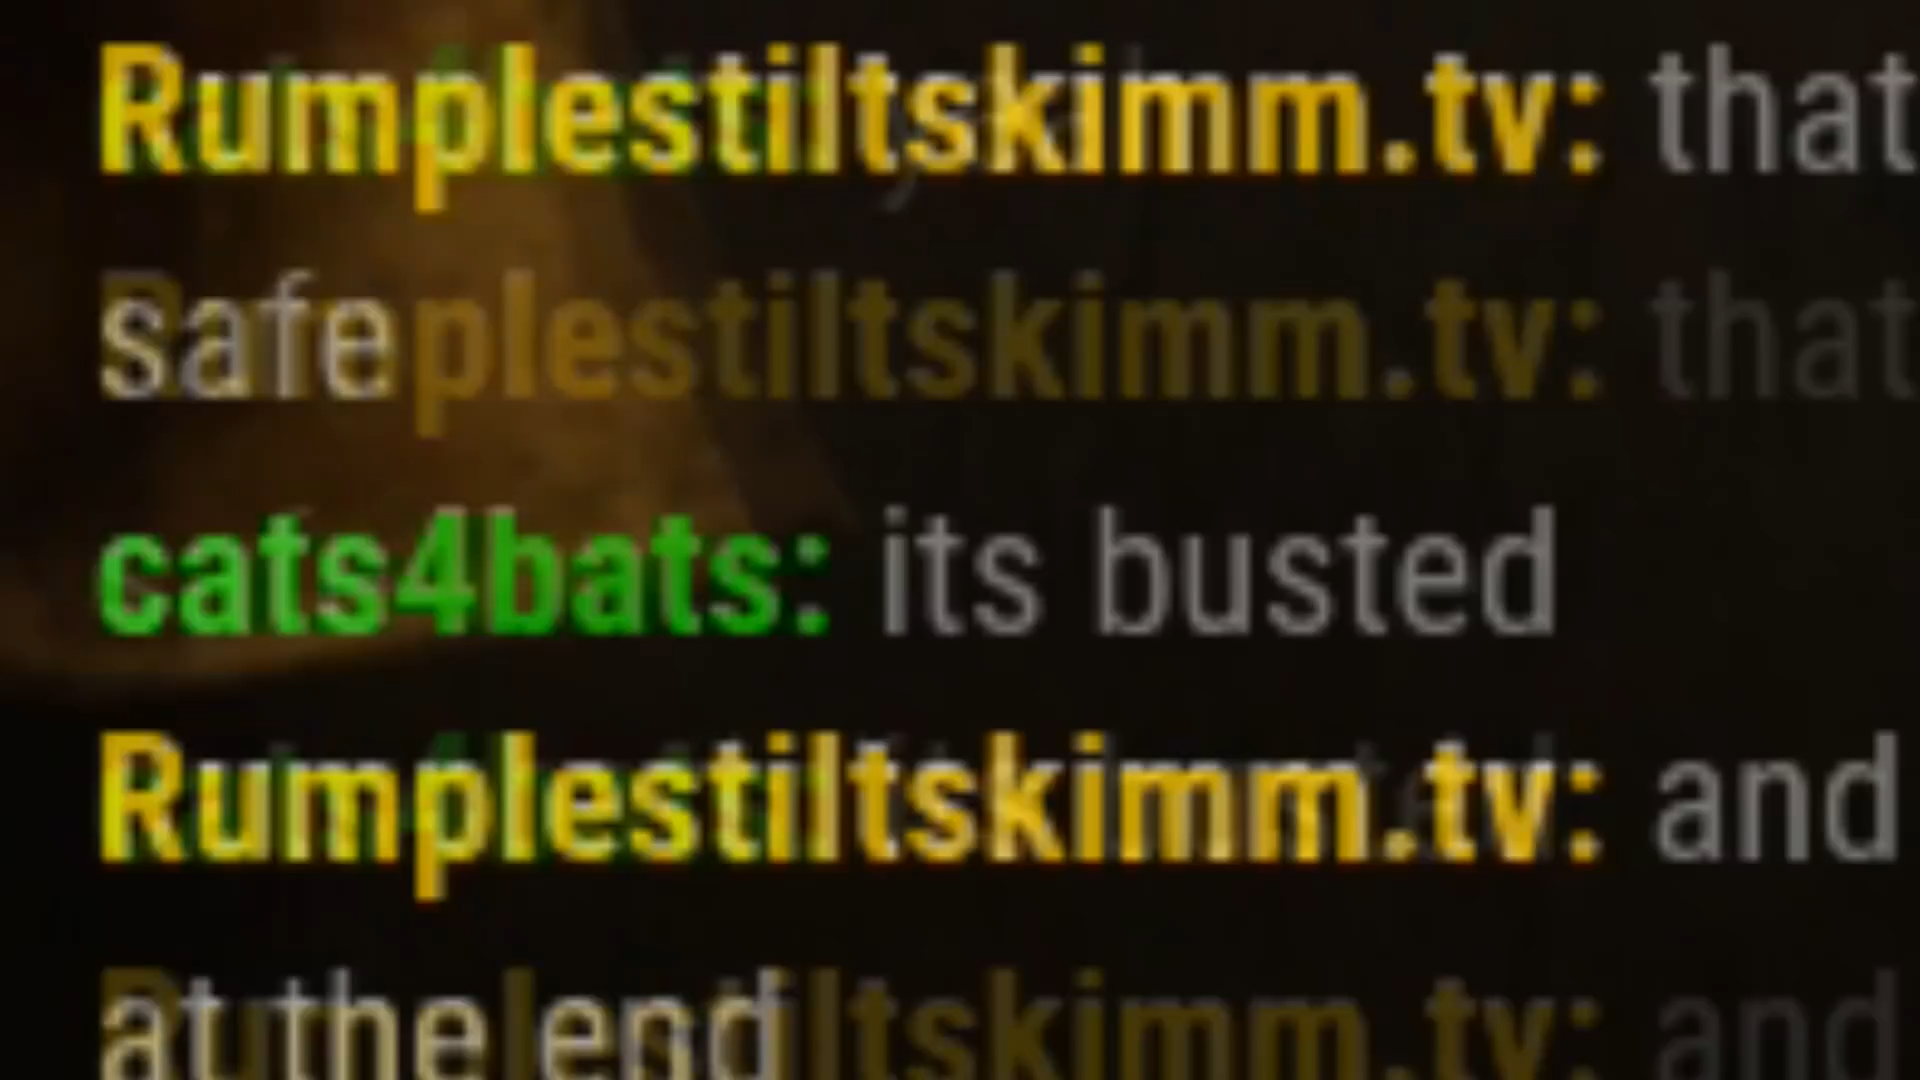 Rumplestiltskimm.tv: that
safe
cats4bats: its busted
Rumplestiltskimm.tv: and
at the end